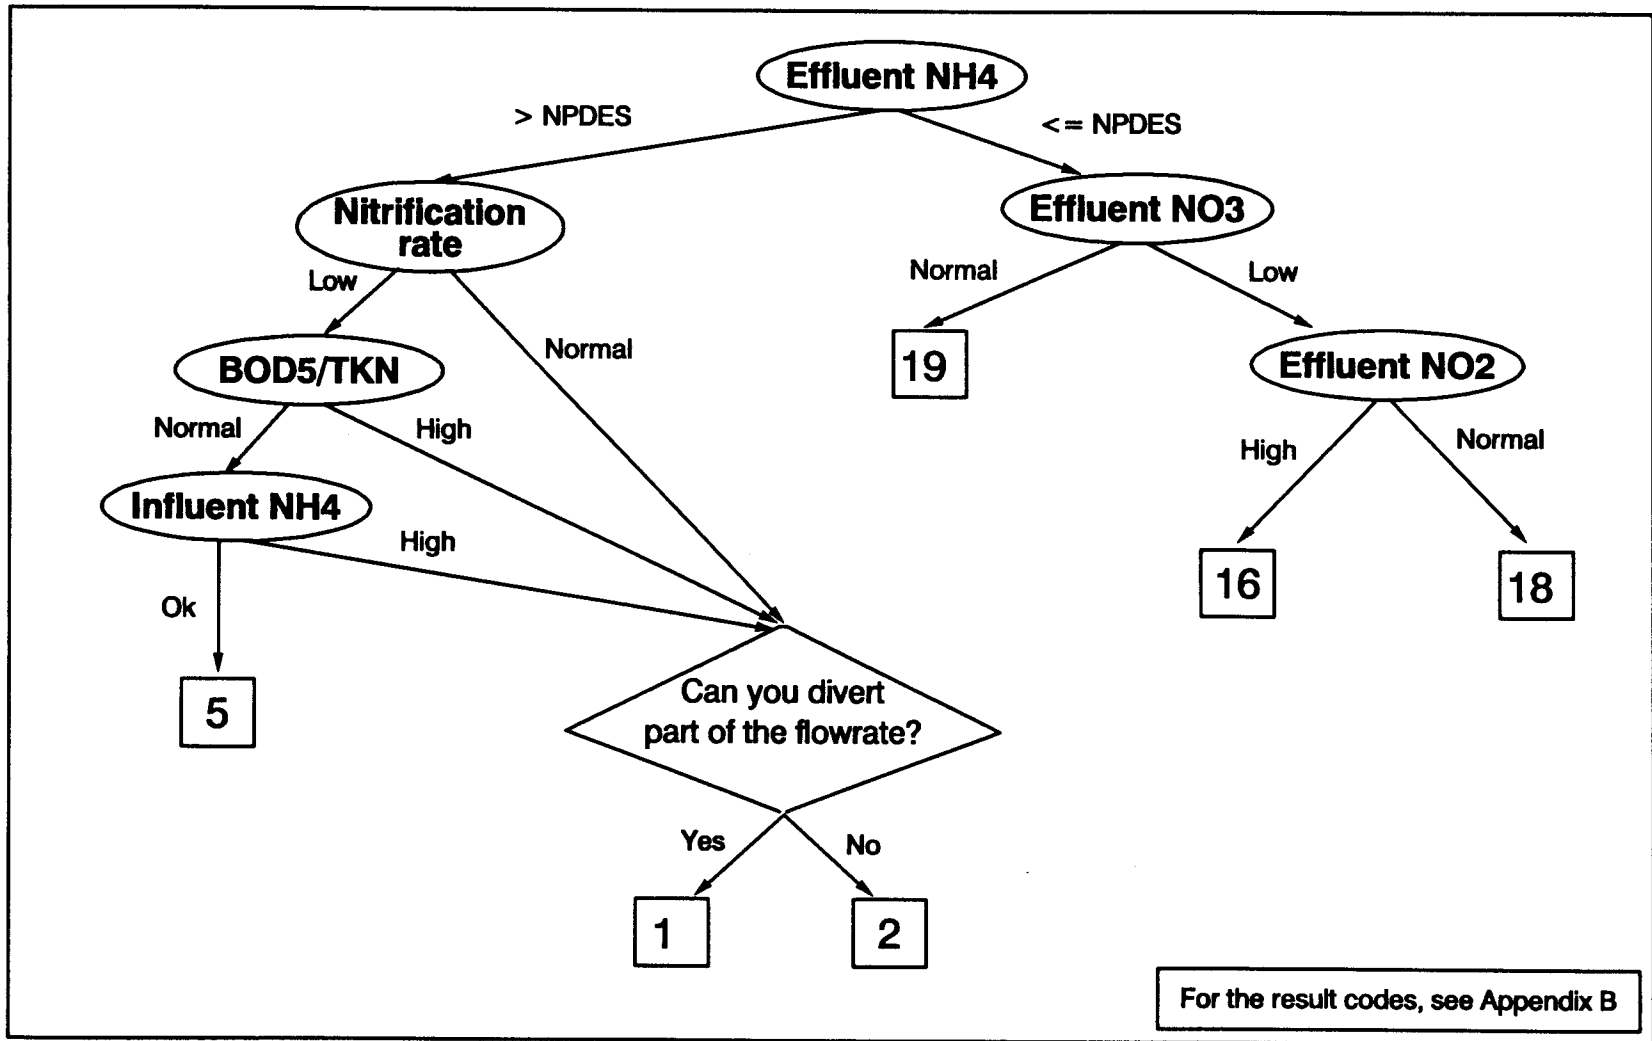 Effluent NH4
> NPDES
<= NPDES
Nitrification
rate
Effluent NO3
Low
Normal
Normal
Low
BOD5/TKN
19
Effluent NO2
Normal
High
High
Normal
Influent NH4
High
Ok
16
18
5
Can you divert
part of the flowrate?
Yes
No
1
2
For the result codes, see Appendix B